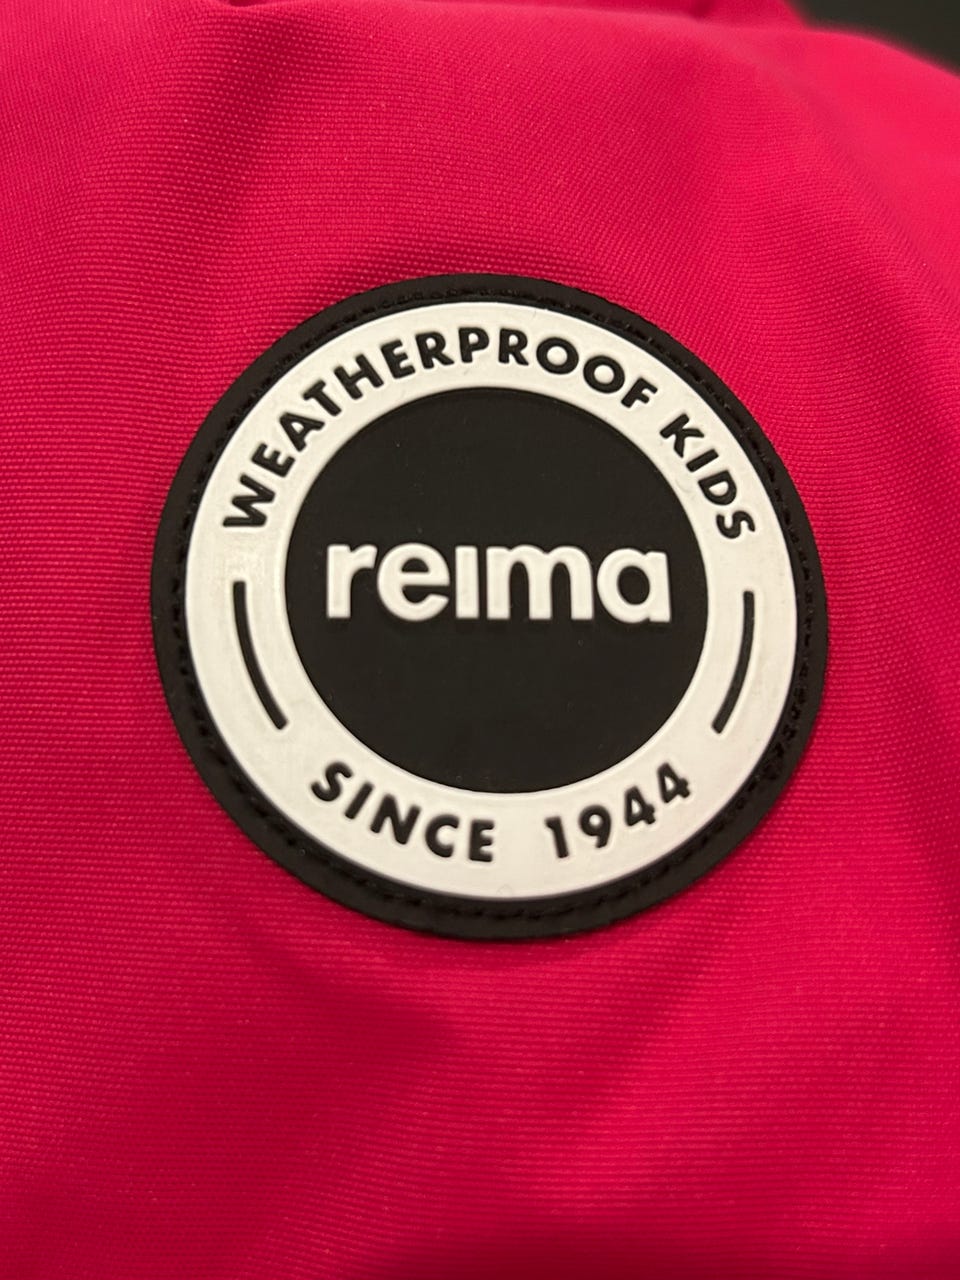 WEATHERPROOF KIDS
reima
SINCE 1944